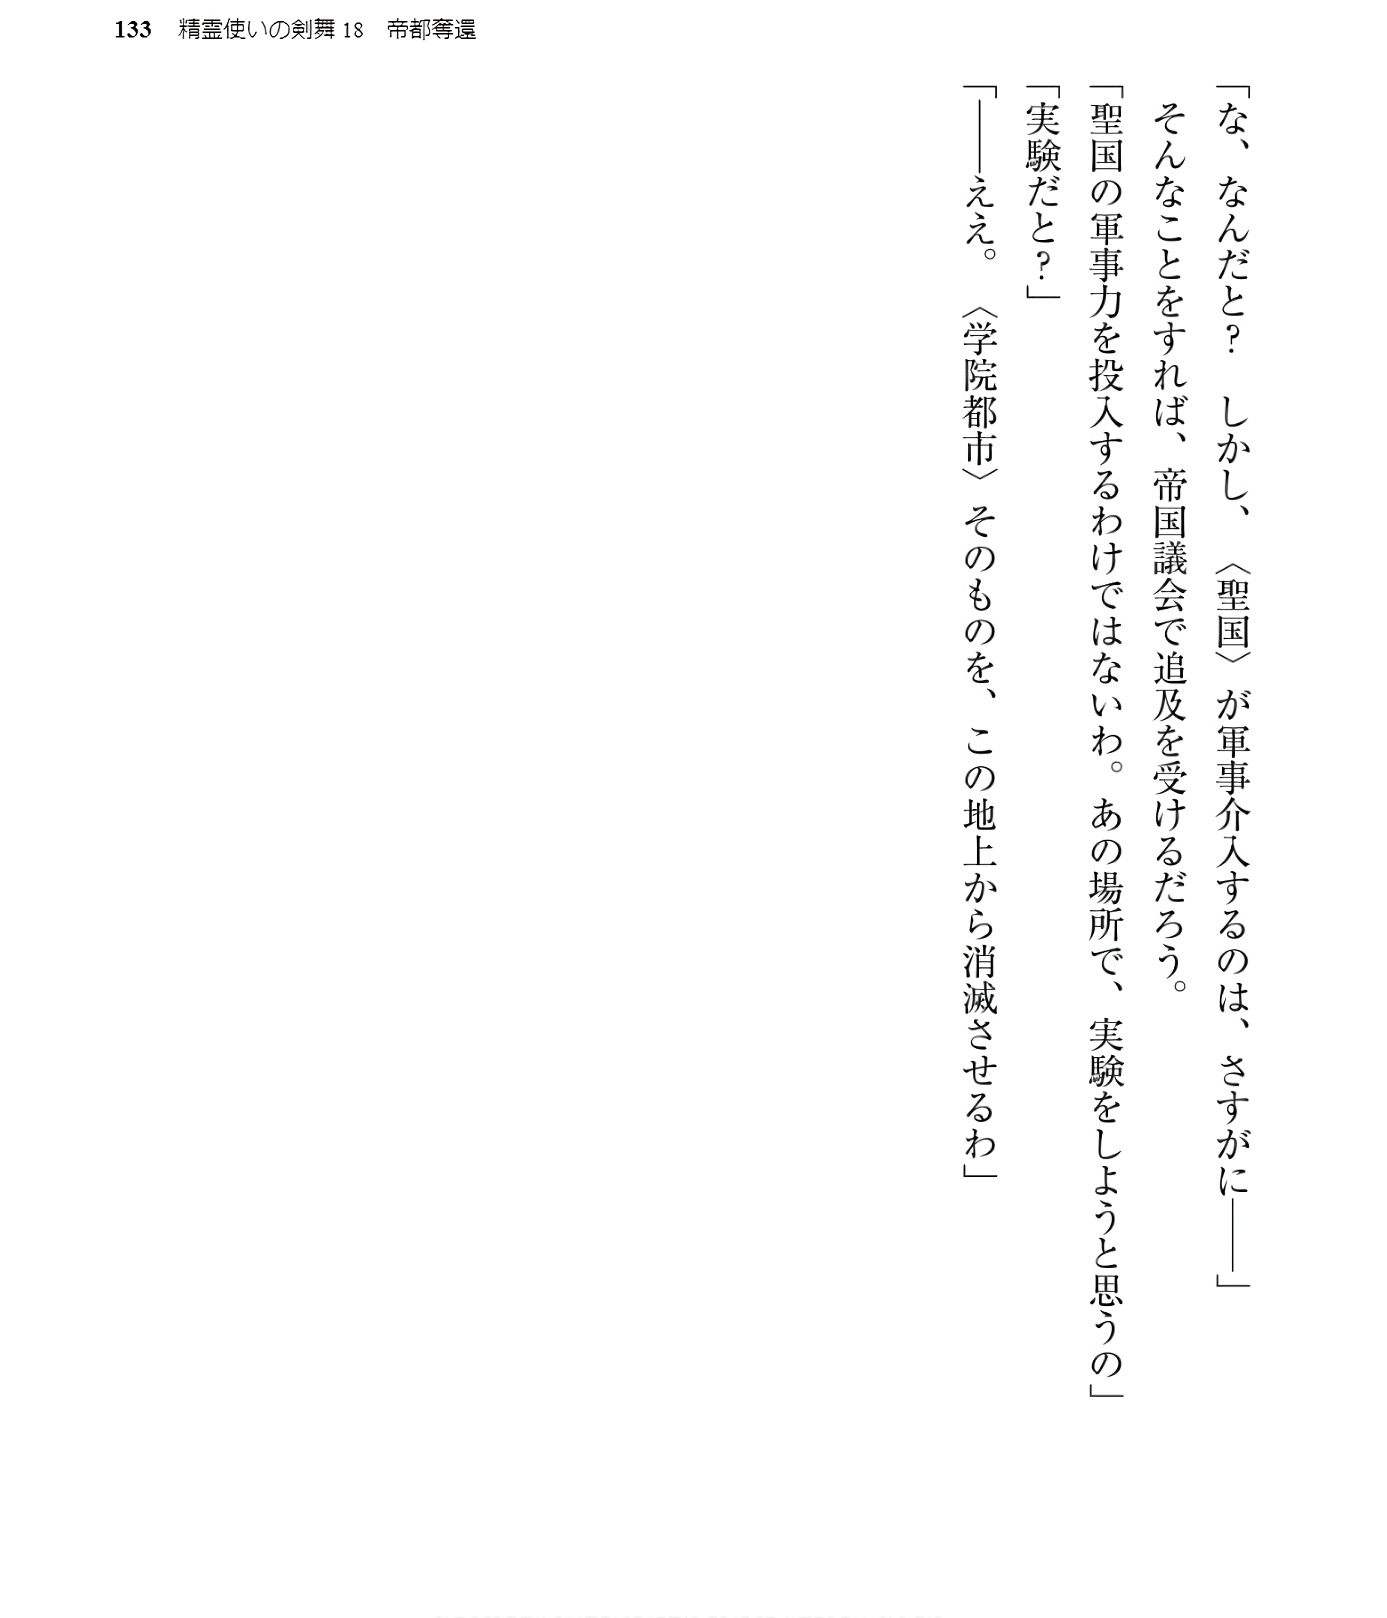 133　精霊使いの剣舞 18　帝都奪還
「な、なんだと？　しかし、〈聖国〉が軍事介入するのは、さすがに――」
　そんなことをすれば、帝国議会で追及を受けるだろう。
「聖国の軍事力を投入するわけではないわ。あの場所で、実験をしようと思うの」
「実験だと？」
「――ええ。〈学院都市〉そのものを、この地上から消滅させるわ」